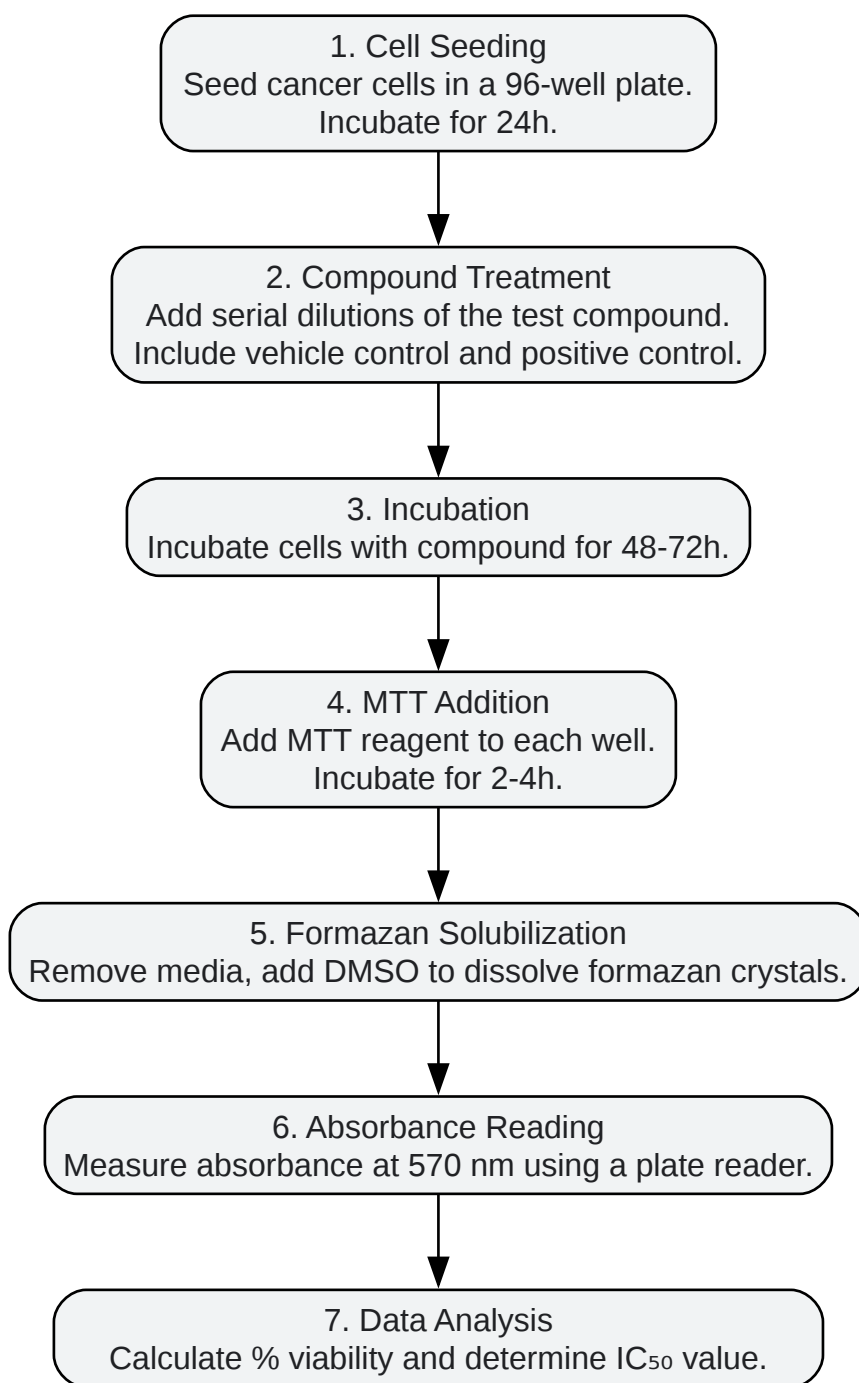 1. Cell Seeding
Seed cancer cells in a 96-well plate.
Incubate for 24h.
2. Compound Treatment
Add serial dilutions of the test compound.
Include vehicle control and positive control.
3. Incubation
Incubate cells with compound for 48-72h.
4. MTT Addition
Add MTT reagent to each well.
Incubate for 2-4h.
5. Formazan Solubilization
Remove media, add DMSO to dissolve formazan crystals.
6. Absorbance Reading
Measure absorbance at 570 nm using a plate reader.
7. Data Analysis
Calculate % viability and determine IC₅₀ value.